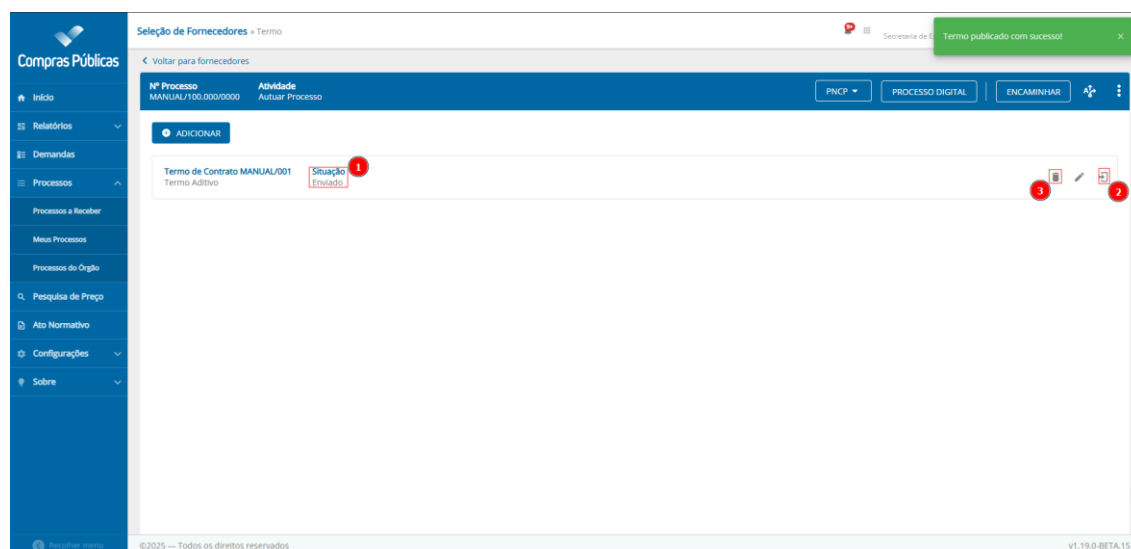 Compras Públicas
Início
Relatórios
Demandas
Processos
Processos a Receber
Meus Processos
Processos do Órgão
Pesquisa de Preço
Ato Normativo
Configurações
Sobre
Recolher menu
Seleção de Fornecedores » Termo
Secretaria de
Termo publicado com sucesso!
Voltar para fornecedores
Nº Processo Atividade
MANUAL/100.000/0000 Autuar Processo
PNCP PROCESSO DIGITAL ENCAMINHAR
ADICIONAR
Termo de Contrato MANUAL/001 Situação 1
Termo Aditivo Enviado
3 2
©2025 — Todos os direitos reservados v1.19.0-BETA.15